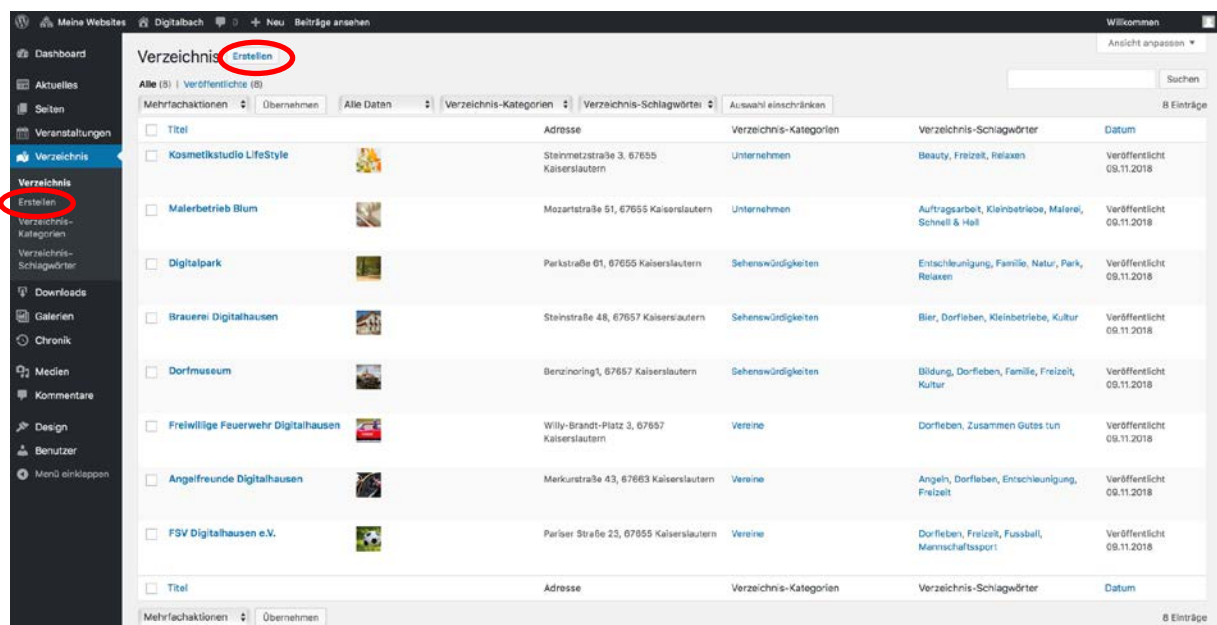 Meine Websites Digitalbach 0 + Neu Beiträge ansehen Willkommen
Dashboard
Aktuelles
Seiten
Veranstaltungen
Verzeichnis
Verzeichnis
Erstellen
Verzeichnis-
Kategorien
Verzeichnis-
Schlagwörter
Downloads
Galerien
Chronik
Medien
Kommentare
Design
Benutzer
Menü einklappen
Ansicht anpassen
Verzeichnis Erstellen
Alle (8) | Veröffentlichte (8)
Suchen
Mehrfachaktionen Übernehmen Alle Daten Verzeichnis-Kategorien Verzeichnis-Schlagwörter Auswahl einschränken 8 Einträge
Titel Adresse Verzeichnis-Kategorien Verzeichnis-Schlagwörter Datum
Kosmetikstudio LifeStyle Steinmetzstraße 3, 67655 Unternehmen Beauty, Freizeit, Relaxen Veröffentlicht
Kaiserslautern 09.11.2018
Malerbetrieb Blum Mozartstraße 51, 67655 Kaiserslautern Unternehmen Auftragsarbeit, Kleinbetriebe, Malerei, Veröffentlicht
Schnell & Hell 09.11.2018
Digitalpark Parkstraße 61, 67655 Kaiserslautern Sehenswürdigkeiten Entschleunigung, Familie, Natur, Park, Veröffentlicht
Relaxen 09.11.2018
Brauerei Digitalhausen Steinstraße 48, 67657 Kaiserslautern Sehenswürdigkeiten Bier, Dorfleben, Kleinbetriebe, Kultur Veröffentlicht
09.11.2018
Dorfmuseum Benzinoring1, 67657 Kaiserslautern Sehenswürdigkeiten Bildung, Dorfleben, Familie, Freizeit, Veröffentlicht
Kultur 09.11.2018
Freiwillige Feuerwehr Digitalhausen Willy-Brandt-Platz 3, 67657 Vereine Dorfleben, Zusammen Gutes tun Veröffentlicht
Kaiserslautern 09.11.2018
Angelfreunde Digitalhausen Merkurstraße 43, 67663 Kaiserslautern Vereine Angeln, Dorfleben, Entschleunigung, Veröffentlicht
Freizeit 09.11.2018
FSV Digitalhausen e.V. Pariser Straße 23, 67655 Kaiserslautern Vereine Dorfleben, Freizeit, Fussball, Veröffentlicht
Mannschaftssport 09.11.2018
Titel Adresse Verzeichnis-Kategorien Verzeichnis-Schlagwörter Datum
Mehrfachaktionen Übernehmen 8 Einträge